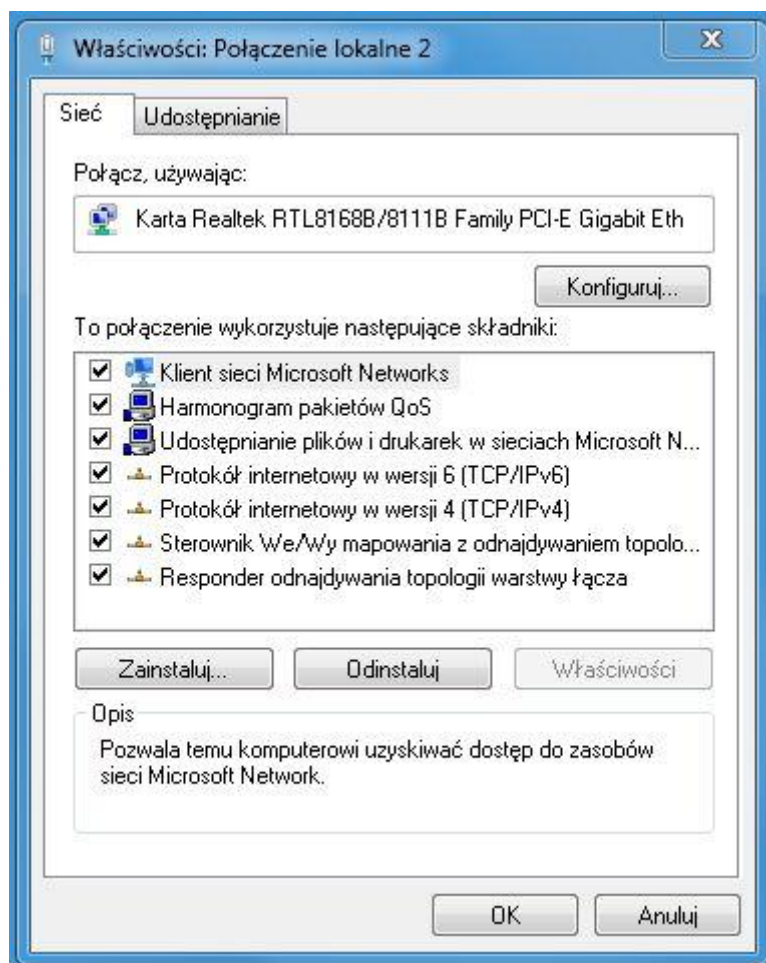 Właściwości: Połączenie lokalne 2
Sieć
Udostępnianie
Połącz, używając:
Karta Realtek RTL8168B/8111B Family PCI-E Gigabit Eth
Konfiguruj...
To połączenie wykorzystuje następujące składniki:
Klient sieci Microsoft Networks
Harmonogram pakietów QoS
Udostępnianie plików i drukarek w sieciach Microsoft N...
Protokół internetowy w wersji 6 (TCP/IPv6)
Protokół internetowy w wersji 4 (TCP/IPv4)
Sterownik We/Wy mapowania z odnajdywaniem topolo...
Responder odnajdywania topologii warstwy łącza
Zainstaluj...
Odinstaluj
Właściwości
Opis
Pozwala temu komputerowi uzyskiwać dostęp do zasobów
sieci Microsoft Network.
OK
Anuluj